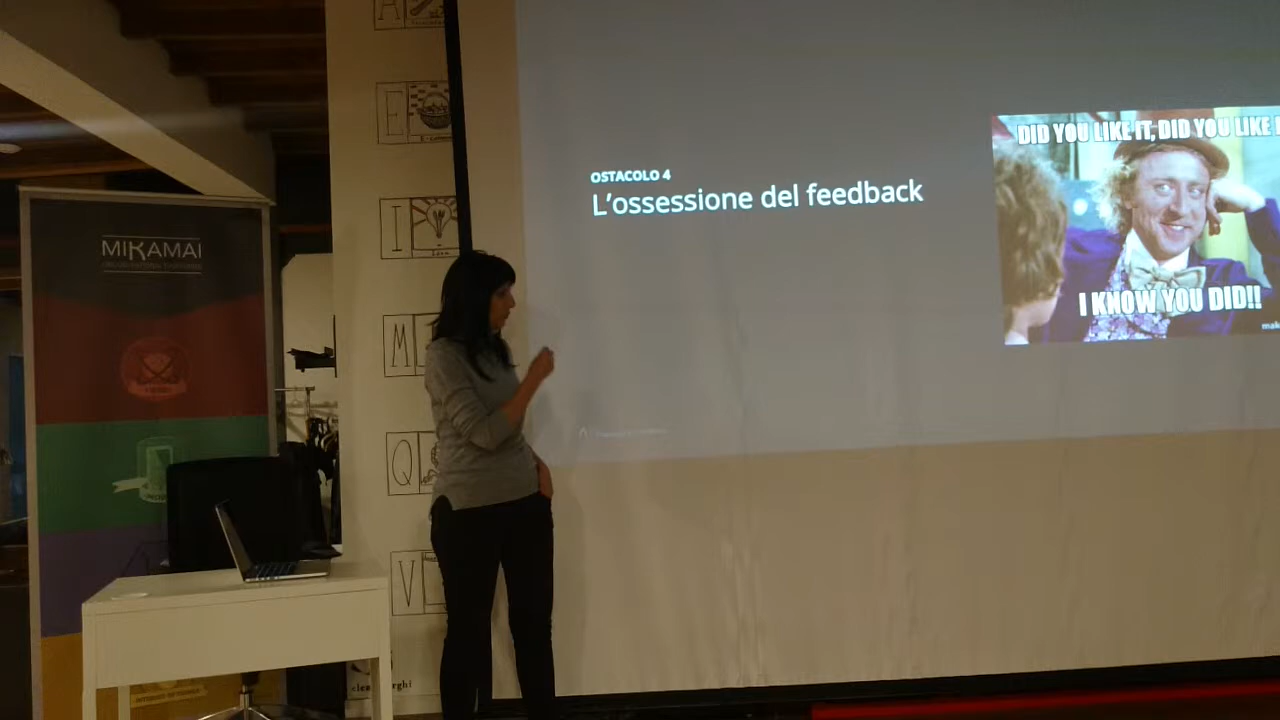 A
E
I
M
Q
V
MIKAMAI
OSTACOLO 4
L'ossessione del feedback
DID YOU LIKE IT, DID YOU LIKE
I KNOW YOU DID!!